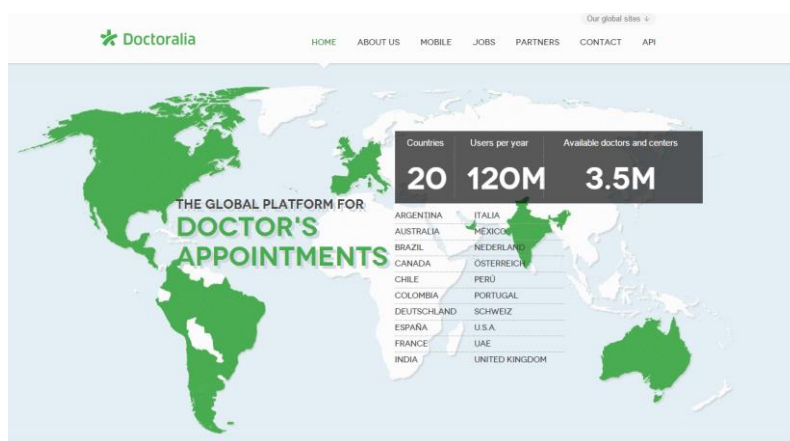 Our global sites ↓
Doctoralia
HOME ABOUT US MOBILE JOBS PARTNERS CONTACT API
Countries Users per year Available doctors and centers
20 120M 3.5M
THE GLOBAL PLATFORM FOR
DOCTOR'S
APPOINTMENTS
ARGENTINA ITALIA
AUSTRALIA MÉXICO
BRAZIL NEDERLAND
CANADA ÖSTERREICH
CHILE PERÚ
COLOMBIA PORTUGAL
DEUTSCHLAND SCHWEIZ
ESPAÑA U.S.A.
FRANCE UAE
INDIA UNITED KINGDOM